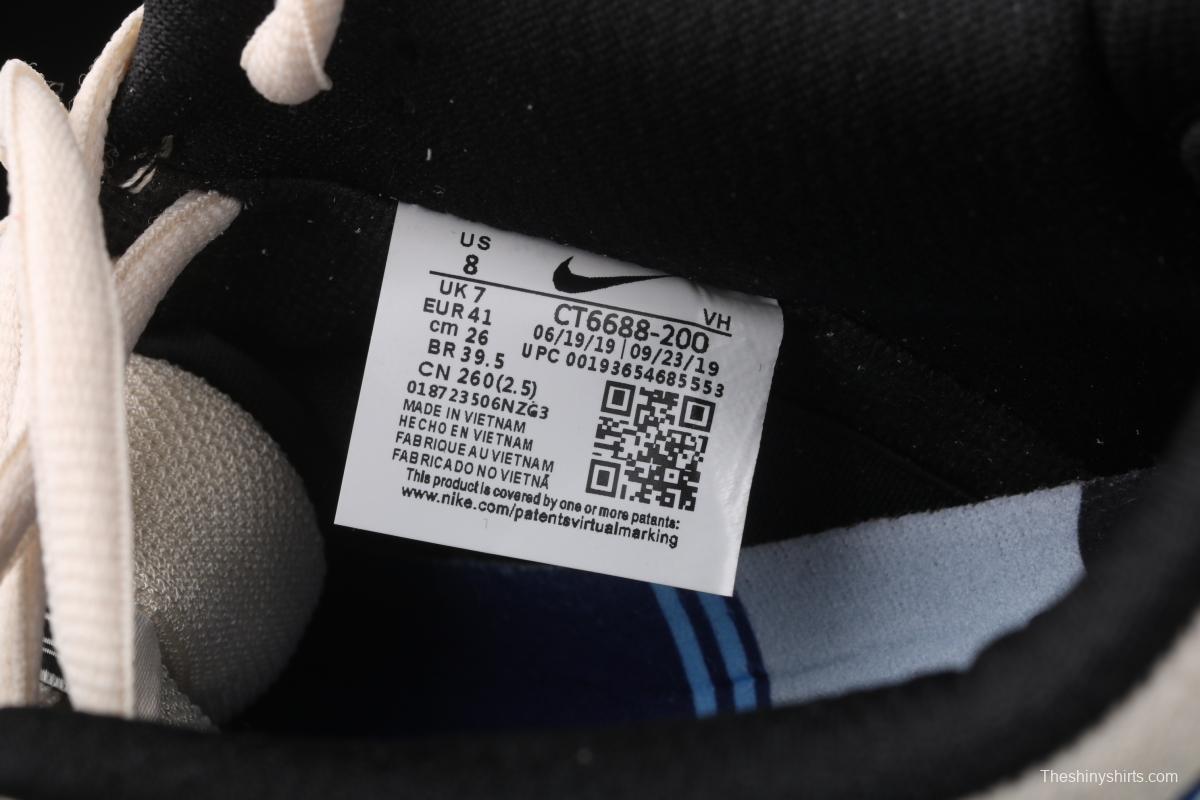 US
8
VH
UK 7
EUR 41
cm 26
BR 39.5
CN 260(2.5)
CT6688-200
06/19/19 | 09/23/19
UPC 00193654685553
018723506NZG3
MADE IN VIETNAM
HECHO EN VIETNAM
FABRIQUE AU VIETNAM
FABRICADO NO VIETNÃ
This product is covered by one or more patents:
www.nike.com/patentsvirtualmarking
Theshinyshirts.com